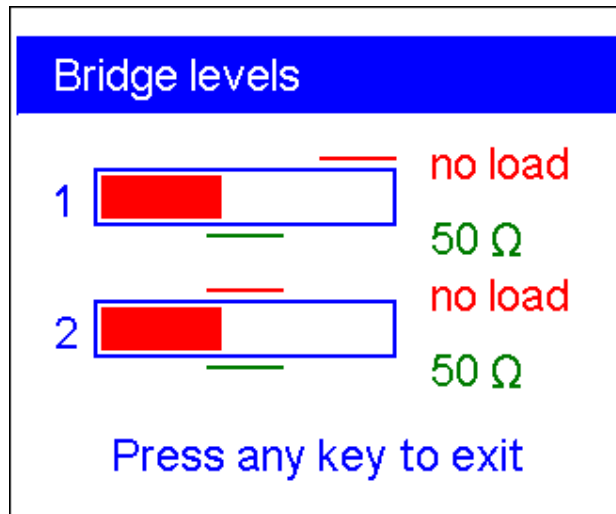 Bridge levels
no load
1
50 Ω
no load
2
50 Ω
Press any key to exit